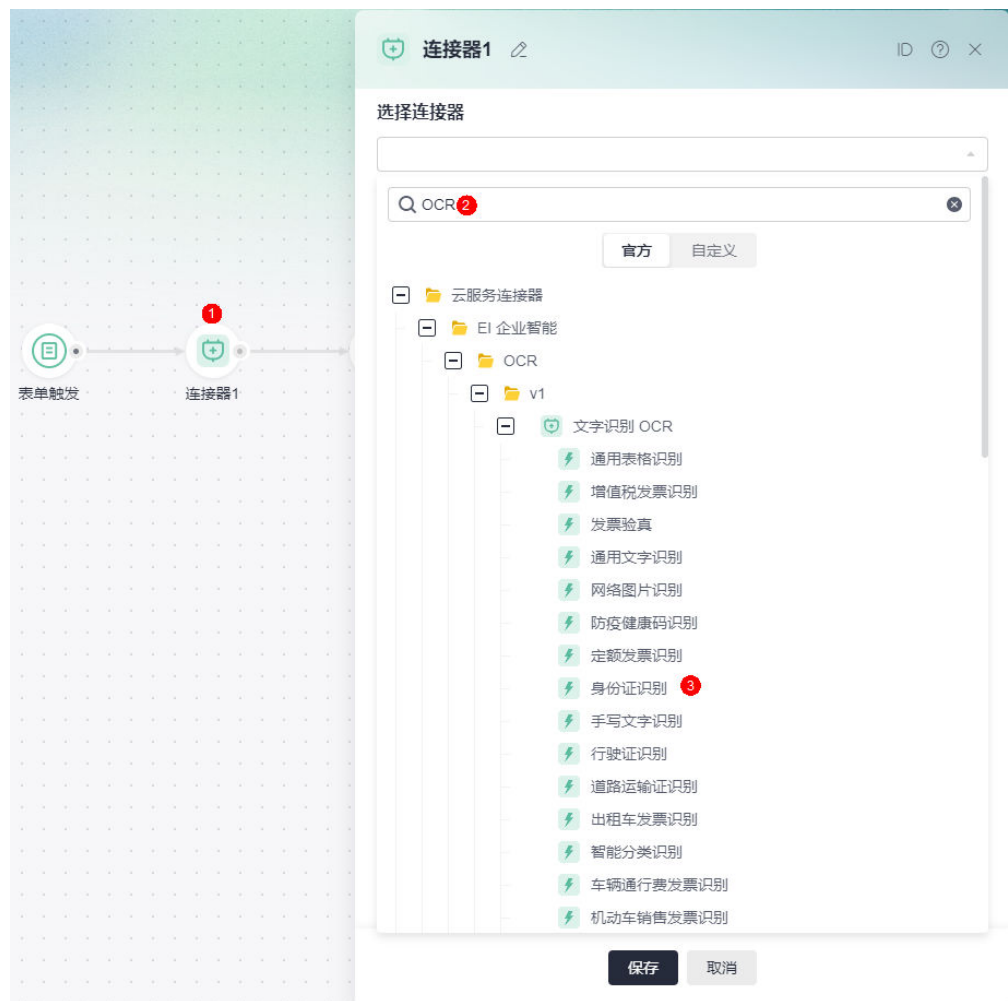 连接器1
ID
选择连接器
OCR 2
官方 自定义
云服务连接器
EI 企业智能
1
OCR
表单触发 连接器1
v1
文字识别 OCR
通用表格识别
增值税发票识别
发票验真
通用文字识别
网络图片识别
防疫健康码识别
定额发票识别
身份证识别 3
手写文字识别
行驶证识别
道路运输证识别
出租车发票识别
智能分类识别
车辆通行费发票识别
机动车销售发票识别
保存 取消